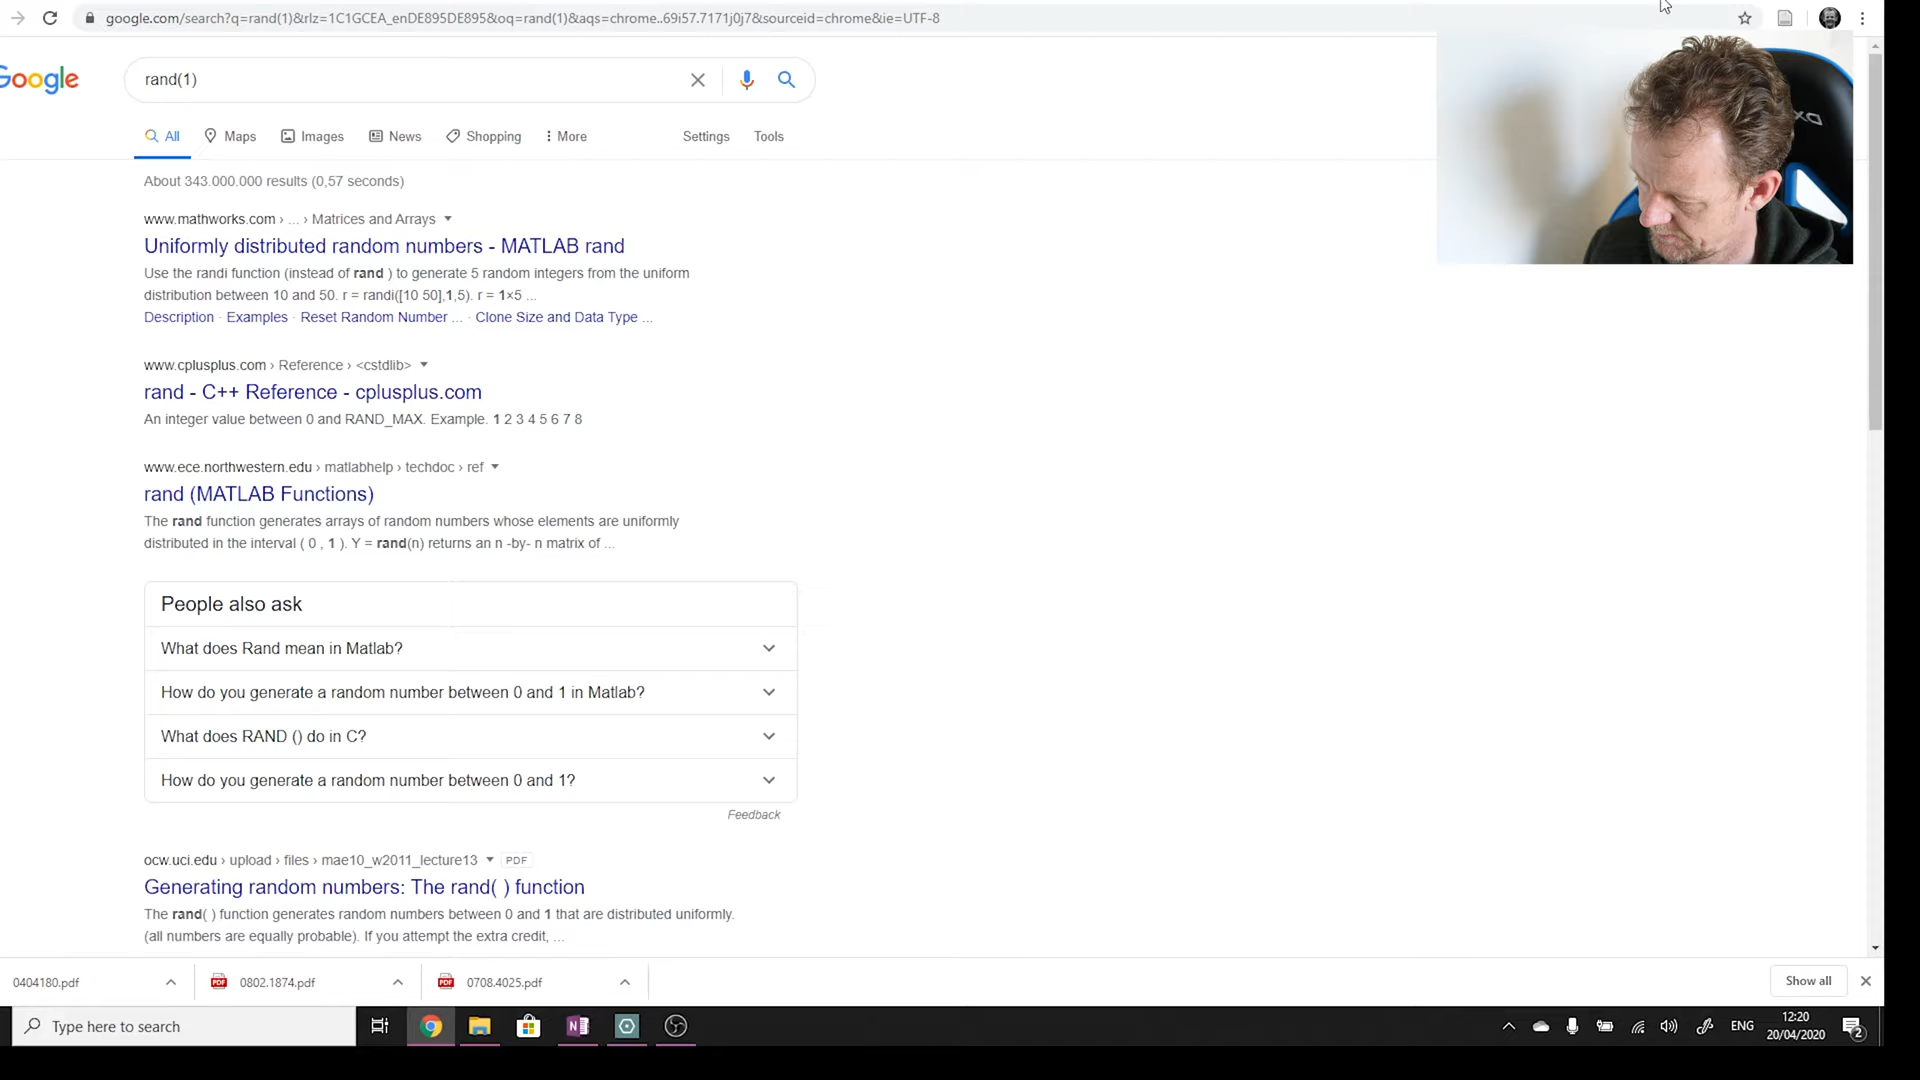 google.com/search?q=rand(1)&rlz=1C1GCEA_enDE895DE895&oq=rand(1)&aqs=chrome..69i57.7171j0j7&sourceid=chrome&ie=UTF-8
Google
rand(1)
All Maps Images News Shopping More Settings Tools
About 343.000.000 results (0,57 seconds)
www.mathworks.com › ... › Matrices and Arrays
Uniformly distributed random numbers - MATLAB rand
Use the randi function (instead of rand ) to generate 5 random integers from the uniform
distribution between 10 and 50. r = randi([10 50],1,5). r = 1×5 ...
Description · Examples · Reset Random Number ... · Clone Size and Data Type ...
www.cplusplus.com › Reference › <cstdlib>
rand - C++ Reference - cplusplus.com
An integer value between 0 and RAND_MAX. Example. 1 2 3 4 5 6 7 8
www.ece.northwestern.edu › matlabhelp › techdoc › ref
rand (MATLAB Functions)
The rand function generates arrays of random numbers whose elements are uniformly
distributed in the interval ( 0 , 1 ). Y = rand(n) returns an n -by- n matrix of ...
People also ask
What does Rand mean in Matlab?
How do you generate a random number between 0 and 1 in Matlab?
What does RAND () do in C?
How do you generate a random number between 0 and 1?
Feedback
ocw.uci.edu › upload › files › mae10_w2011_lecture13 PDF
Generating random numbers: The rand( ) function
The rand( ) function generates random numbers between 0 and 1 that are distributed uniformly.
(all numbers are equally probable). If you attempt the extra credit, ...
0404180.pdf 0802.1874.pdf 0708.4025.pdf Show all
Type here to search ENG 12:20
20/04/2020 2